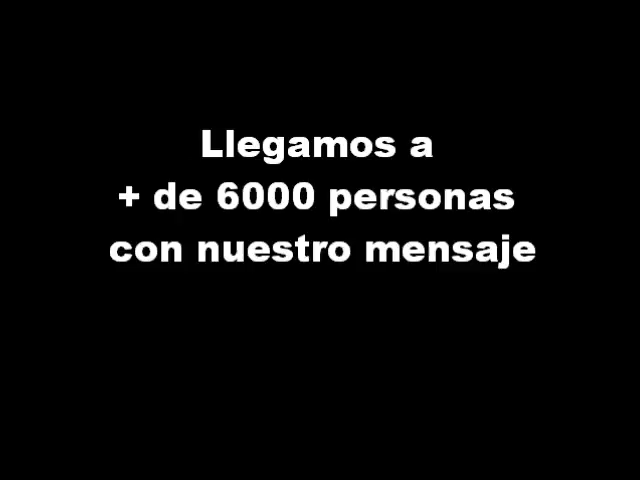 Llegamos a
+ de 6000 personas
con nuestro mensaje